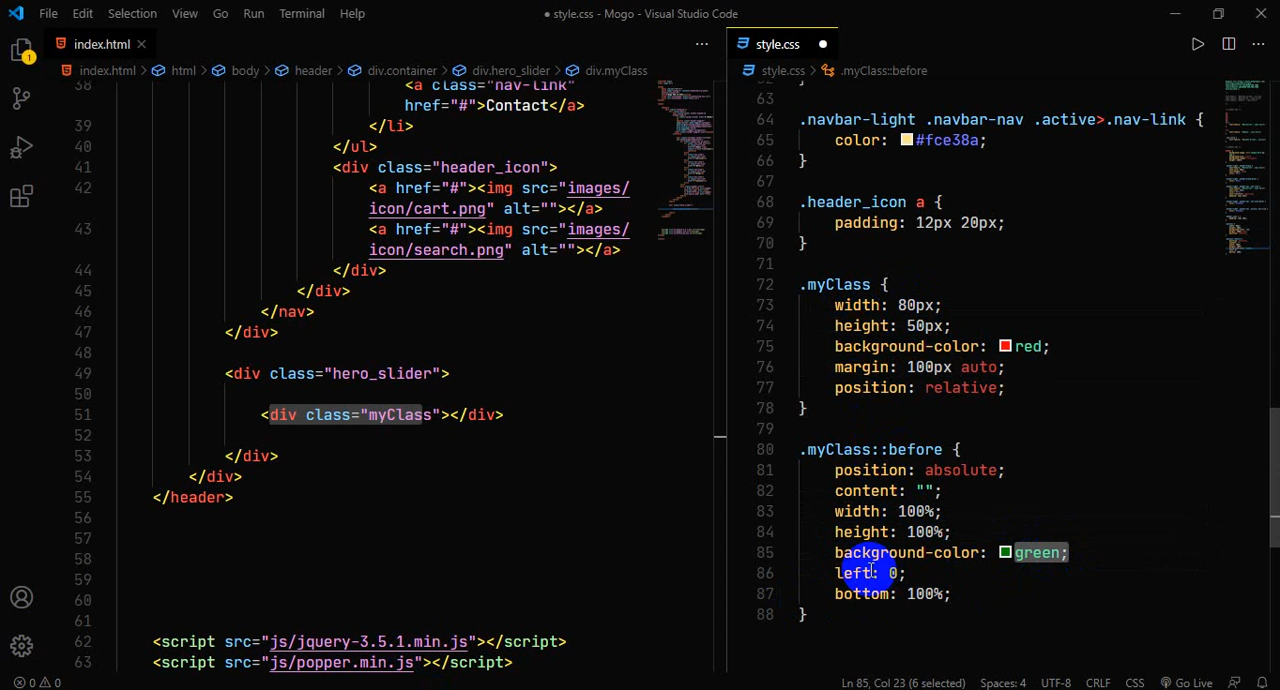 File Edit Selection View Go Run Terminal Help
● style.css - Mogo - Visual Studio Code
index.html
style.css
index.html > html > body > header > div.container > div.hero_slider > div.myClass
style.css > .myClass::before
1
38 <a class="nav-link"
href="#">Contact</a>
39 </li>
40 </ul>
41 <div class="header_icon">
42 <a href="#"><img src="images/
icon/cart.png" alt=""></a>
43 <a href="#"><img src="images/
icon/search.png" alt=""></a>
44 </div>
45 </div>
46 </nav>
47 </div>
48
49 <div class="hero_slider">
50
51 <div class="myClass"></div>
52
53 </div>
54 </div>
55 </header>
56
57
58
59
60
61
62 <script src="js/jquery-3.5.1.min.js"></script>
63 <script src="js/popper.min.js"></script>
62 }
63
64 .navbar-light .navbar-nav .active>.nav-link {
65 color: #fce38a;
66 }
67
68 .header_icon a {
69 padding: 12px 20px;
70 }
71
72 .myClass {
73 width: 80px;
74 height: 50px;
75 background-color: red;
76 margin: 100px auto;
77 position: relative;
78 }
79
80 .myClass::before {
81 position: absolute;
82 content: "";
83 width: 100%;
84 height: 100%;
85 background-color: green;
86 left: 0;
87 bottom: 100%;
88 }
0 0
Ln 85, Col 23 (6 selected) Spaces: 4 UTF-8 CRLF CSS Go Live